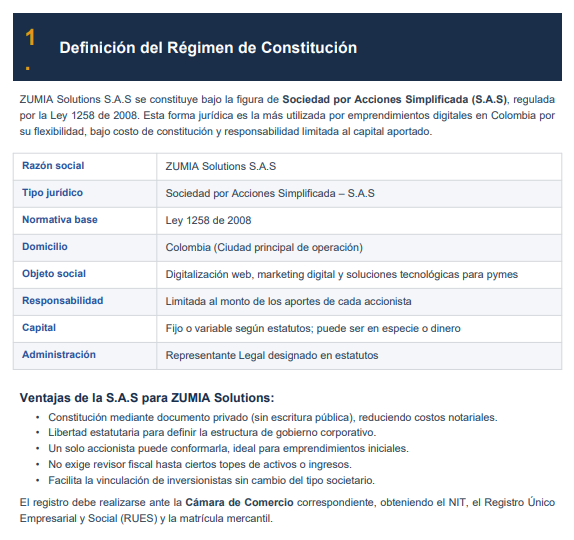 1
.
Definición del Régimen de Constitución
ZUMIA Solutions S.A.S se constituye bajo la figura de Sociedad por Acciones Simplificada (S.A.S), regulada
por la Ley 1258 de 2008. Esta forma jurídica es la más utilizada por emprendimientos digitales en Colombia por
su flexibilidad, bajo costo de constitución y responsabilidad limitada al capital aportado.
Razón social ZUMIA Solutions S.A.S
Tipo jurídico Sociedad por Acciones Simplificada – S.A.S
Normativa base Ley 1258 de 2008
Domicilio Colombia (Ciudad principal de operación)
Objeto social Digitalización web, marketing digital y soluciones tecnológicas para pymes
Responsabilidad Limitada al monto de los aportes de cada accionista
Capital Fijo o variable según estatutos; puede ser en especie o dinero
Administración Representante Legal designado en estatutos
Ventajas de la S.A.S para ZUMIA Solutions:
• Constitución mediante documento privado (sin escritura pública), reduciendo costos notariales.
• Libertad estatutaria para definir la estructura de gobierno corporativo.
• Un solo accionista puede conformarla, ideal para emprendimientos iniciales.
• No exige revisor fiscal hasta ciertos topes de activos o ingresos.
• Facilita la vinculación de inversionistas sin cambio del tipo societario.
El registro debe realizarse ante la Cámara de Comercio correspondiente, obteniendo el NIT, el Registro Único
Empresarial y Social (RUES) y la matrícula mercantil.